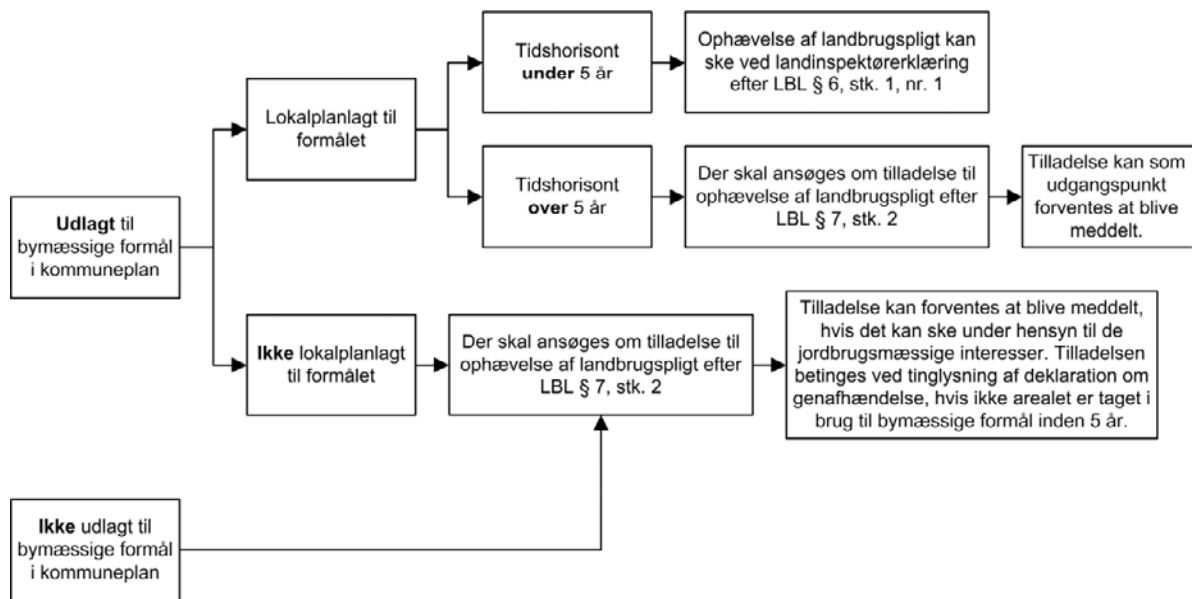 Tidshorisont
under 5 år
Ophævelse af landbrugspligt kan
ske ved landinspektørerklæring
efter LBL § 6, stk. 1, nr. 1
Lokalplanlagt til
formålet
Tidshorisont
over 5 år
Der skal ansøges om tilladelse til
ophævelse af landbrugspligt efter
LBL § 7, stk. 2
Tilladelse kan som
udgangspunkt
forventes at blive
meddelt.
Udlagt til
bymæssige formål
i kommuneplan
Ikke lokalplanlagt
til formålet
Der skal ansøges om tilladelse til
ophævelse af landbrugspligt efter
LBL § 7, stk. 2
Tilladelse kan forventes at blive meddelt,
hvis det kan ske under hensyn til de
jordbrugsmæssige interesser. Tilladelsen
betinges ved tinglysning af deklaration om
genafhændelse, hvis ikke arealet er taget i
brug til bymæssige formål inden 5 år.
Ikke udlagt til
bymæssige formål
i kommuneplan